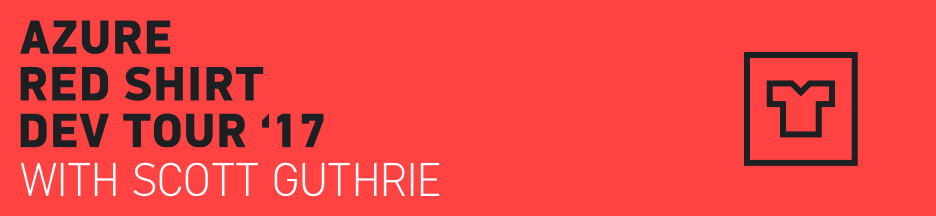 AZURE
RED SHIRT
DEV TOUR ‘17
WITH SCOTT GUTHRIE